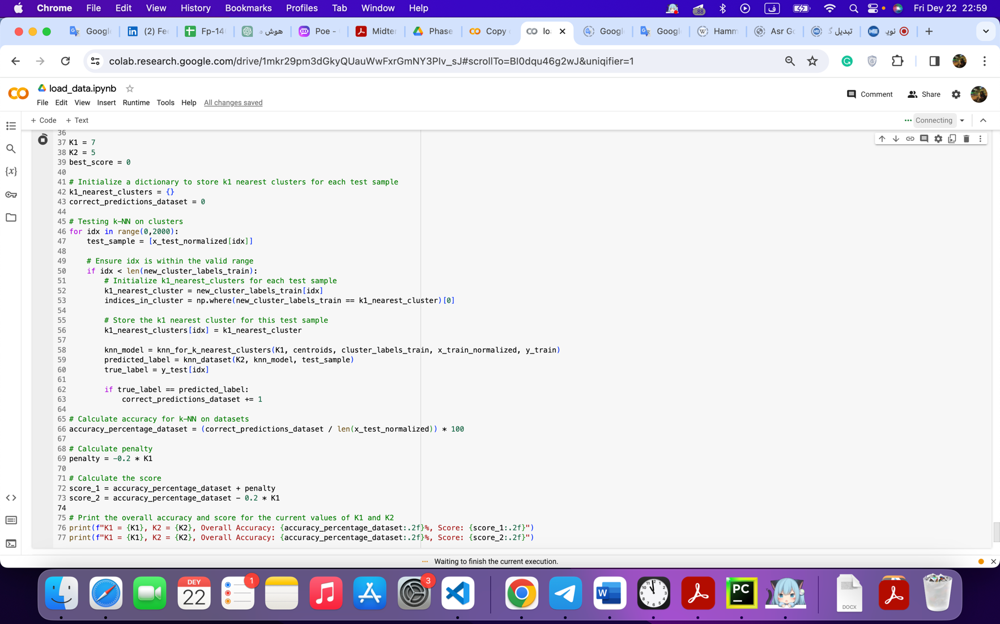 Chrome File Edit View History Bookmarks Profiles Tab Window Help .88 ف Fri Dey 22 22:59
Googl (2) Fee Fp-140 هوش م Poe - Midter Phase Copy lo Googl Googl Hamm Asr Go تبدیل گ نوی
colab.research.google.com/drive/1mkr29pm3dGkyQUauWwFxrGmNY3PIv_sJ#scrollTo=BI0dqu46g2wJ&uniqifier=1
load_data.ipynb
File Edit View Insert Runtime Tools Help All changes saved
Comment Share
+ Code + Text Connecting
36
37 K1 = 7
38 K2 = 5
39 best_score = 0
40
41 # Initialize a dictionary to store k1 nearest clusters for each test sample
42 k1_nearest_clusters = {}
43 correct_predictions_dataset = 0
44
45 # Testing k-NN on clusters
46 for idx in range(0,2000):
47     test_sample = [x_test_normalized[idx]]
48
49     # Ensure idx is within the valid range
50     if idx < len(new_cluster_labels_train):
51         # Initialize k1_nearest_clusters for each test sample
52         k1_nearest_cluster = new_cluster_labels_train[idx]
53         indices_in_cluster = np.where(new_cluster_labels_train == k1_nearest_cluster)[0]
54
55         # Store the k1 nearest cluster for this test sample
56         k1_nearest_clusters[idx] = k1_nearest_cluster
57
58         knn_model = knn_for_k_nearest_clusters(K1, centroids, cluster_labels_train, x_train_normalized, y_train)
59         predicted_label = knn_dataset(K2, knn_model, test_sample)
60         true_label = y_test[idx]
61
62         if true_label == predicted_label:
63             correct_predictions_dataset += 1
64
65 # Calculate accuracy for k-NN on datasets
66 accuracy_percentage_dataset = (correct_predictions_dataset / len(x_test_normalized)) * 100
67
68 # Calculate penalty
69 penalty = -0.2 * K1
70
71 # Calculate the score
72 score_1 = accuracy_percentage_dataset + penalty
73 score_2 = accuracy_percentage_dataset - 0.2 * K1
74
75 # Print the overall accuracy and score for the current values of K1 and K2
76 print(f"K1 = {K1}, K2 = {K2}, Overall Accuracy: {accuracy_percentage_dataset:.2f}%, Score: {score_1:.2f}")
77 print(f"K1 = {K1}, K2 = {K2}, Overall Accuracy: {accuracy_percentage_dataset:.2f}%, Score: {score_2:.2f}")
Waiting to finish the current execution.
DEY
22
1
3
W
PC
DOCX